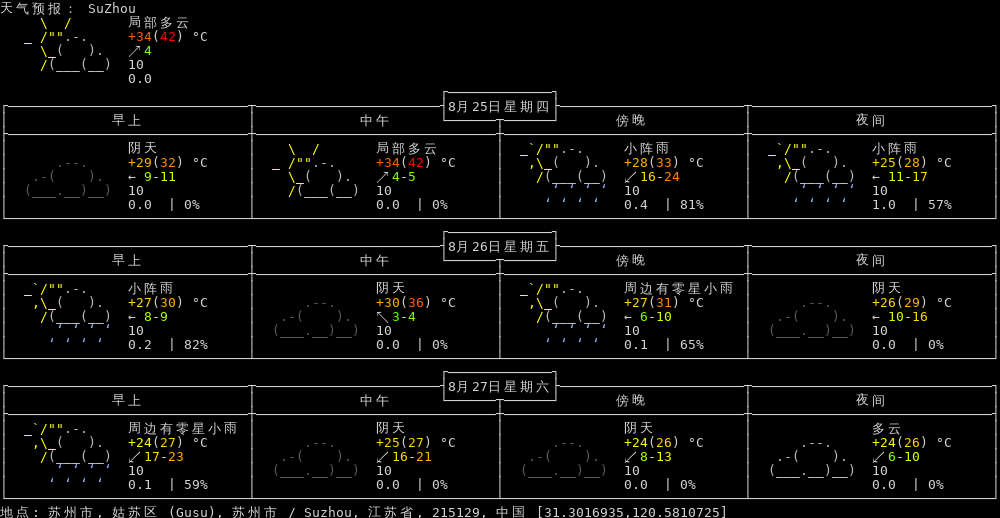 天气预报: SuZhou
局部多云
+34(42) °C
↗ 4
10
0.0
8月25日星期四
早上 中午 傍晚 夜间
阴天 局部多云 小阵雨 小阵雨
+29(32) °C +34(42) °C +28(33) °C +25(28) °C
← 9-11 ↗ 4-5 ↙ 16-24 ← 11-17
10 10 10 10
0.0 | 0% 0.0 | 0% 0.4 | 81% 1.0 | 57%
8月26日星期五
早上 中午 傍晚 夜间
小阵雨 阴天 周边有零星小雨 阴天
+27(30) °C +30(36) °C +27(31) °C +26(29) °C
← 8-9 ↖ 3-4 ← 6-10 ← 10-16
10 10 10 10
0.2 | 82% 0.0 | 0% 0.1 | 65% 0.0 | 0%
8月27日星期六
早上 中午 傍晚 夜间
周边有零星小雨 阴天 阴天 多云
+24(27) °C +25(27) °C +24(26) °C +24(26) °C
↙ 17-23 ↙ 16-21 ↙ 8-13 ↙ 6-10
10 10 10 10
0.1 | 59% 0.0 | 0% 0.0 | 0% 0.0 | 0%
地点: 苏州市, 姑苏区 (Gusu), 苏州市 / Suzhou, 江苏省, 215129, 中国 [31.3016935,120.5810725]